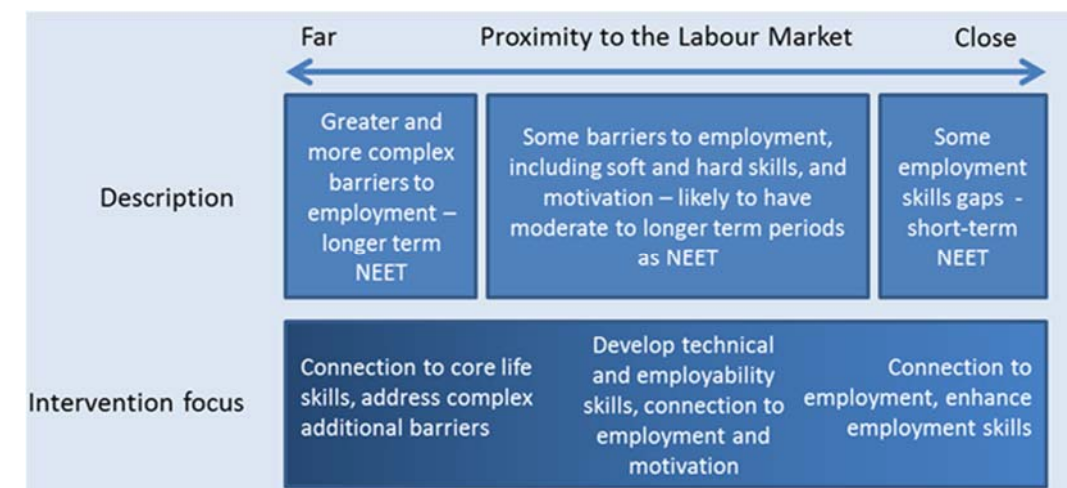 Far Proximity to the Labour Market Close
Description
Greater and
more complex
barriers to
employment –
longer term
NEET
Some barriers to employment,
including soft and hard skills, and
motivation – likely to have
moderate to longer term periods
as NEET
Some
employment
skills gaps -
short-term
NEET
Intervention focus
Connection to core life
skills, address complex
additional barriers
Develop technical
and employability
skills, connection to
employment and
motivation
Connection to
employment, enhance
employment skills